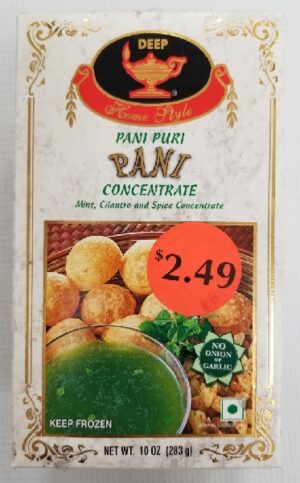 DEEP
®
Home Style
PANI PURI
PANI
CONCENTRATE
Mint, Cilantro and Spice Concentrate
$2.49
NO
ONION
or
GARLIC
KEEP FROZEN
NET WT. 10 OZ (283 g)